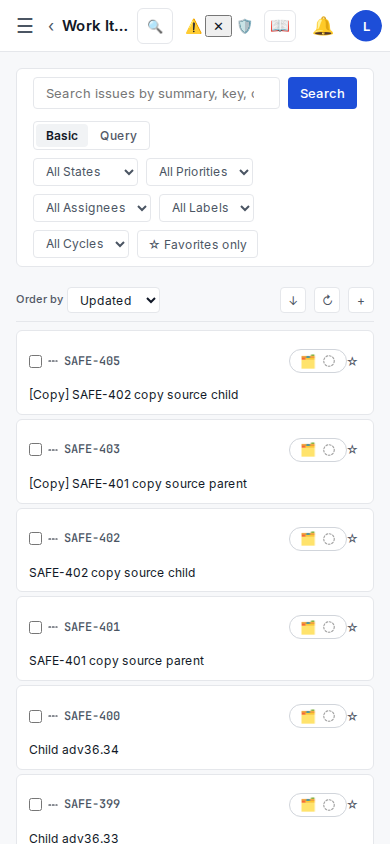 Work It...
L
Search issues by summary, key, c
Search
Basic Query
All States All Priorities
All Assignees All Labels
All Cycles ☆ Favorites only
Order by Updated
SAFE-405
[Copy] SAFE-402 copy source child
SAFE-403
[Copy] SAFE-401 copy source parent
SAFE-402
SAFE-402 copy source child
SAFE-401
SAFE-401 copy source parent
SAFE-400
Child adv36.34
SAFE-399
Child adv36.33